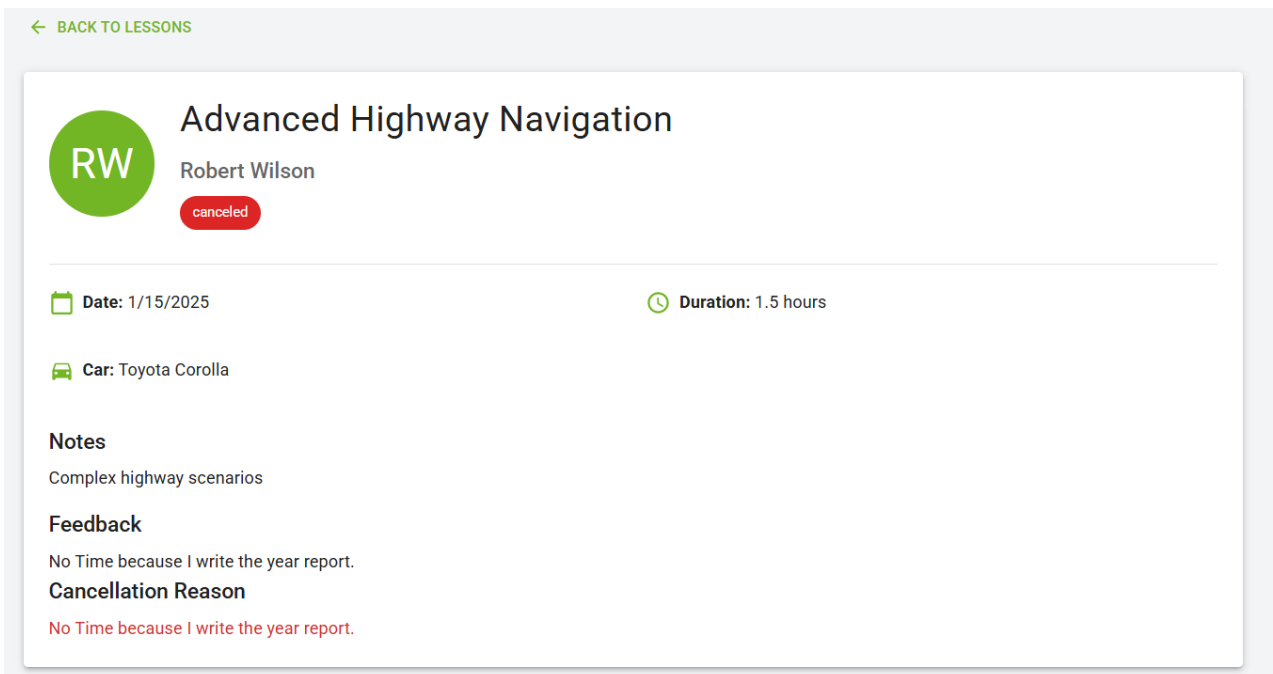 BACK TO LESSONS
RW
Advanced Highway Navigation
Robert Wilson
canceled
Date: 1/15/2025
Duration: 1.5 hours
Car: Toyota Corolla
Notes
Complex highway scenarios
Feedback
No Time because I write the year report.
Cancellation Reason
No Time because I write the year report.